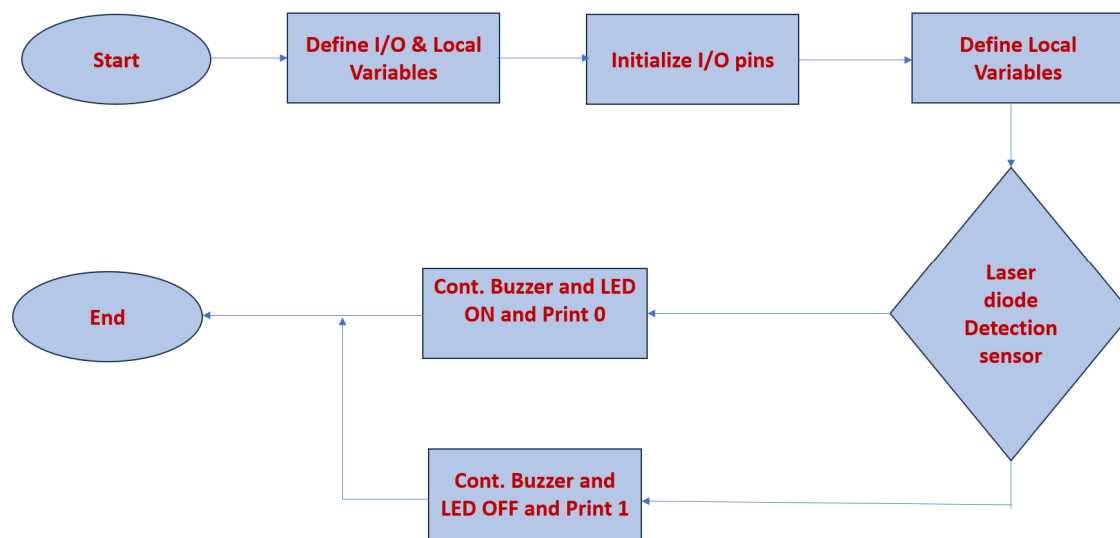 Start
Define I/O & Local
Variables
Initialize I/O pins
Define Local
Variables
Laser
diode
Detection
sensor
Cont. Buzzer and LED
ON and Print 0
End
Cont. Buzzer and
LED OFF and Print 1